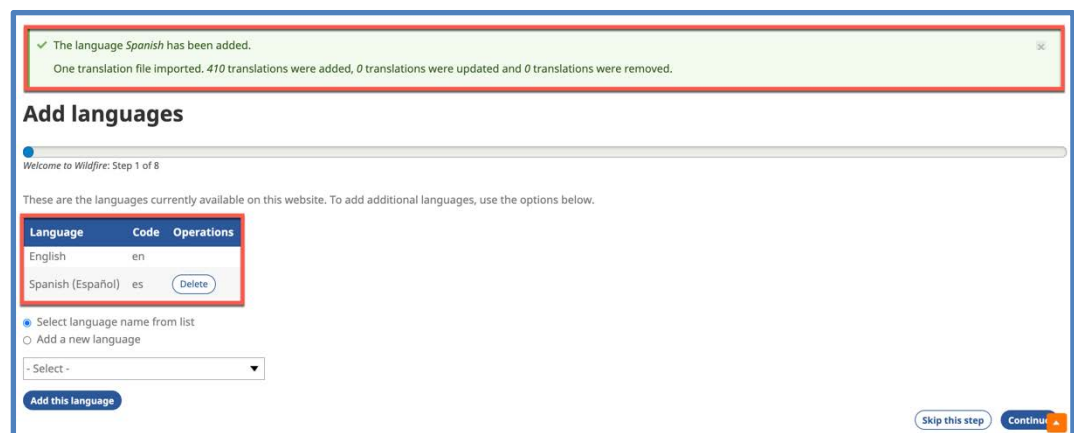 The language Spanish has been added.
One translation file imported. 410 translations were added, 0 translations were updated and 0 translations were removed.
Add languages
Welcome to Wildfire: Step 1 of 8
These are the languages currently available on this website. To add additional languages, use the options below.
Language Code Operations
English en
Spanish (Español) es Delete
Select language name from list
Add a new language
- Select -
Add this language
Skip this step Continu